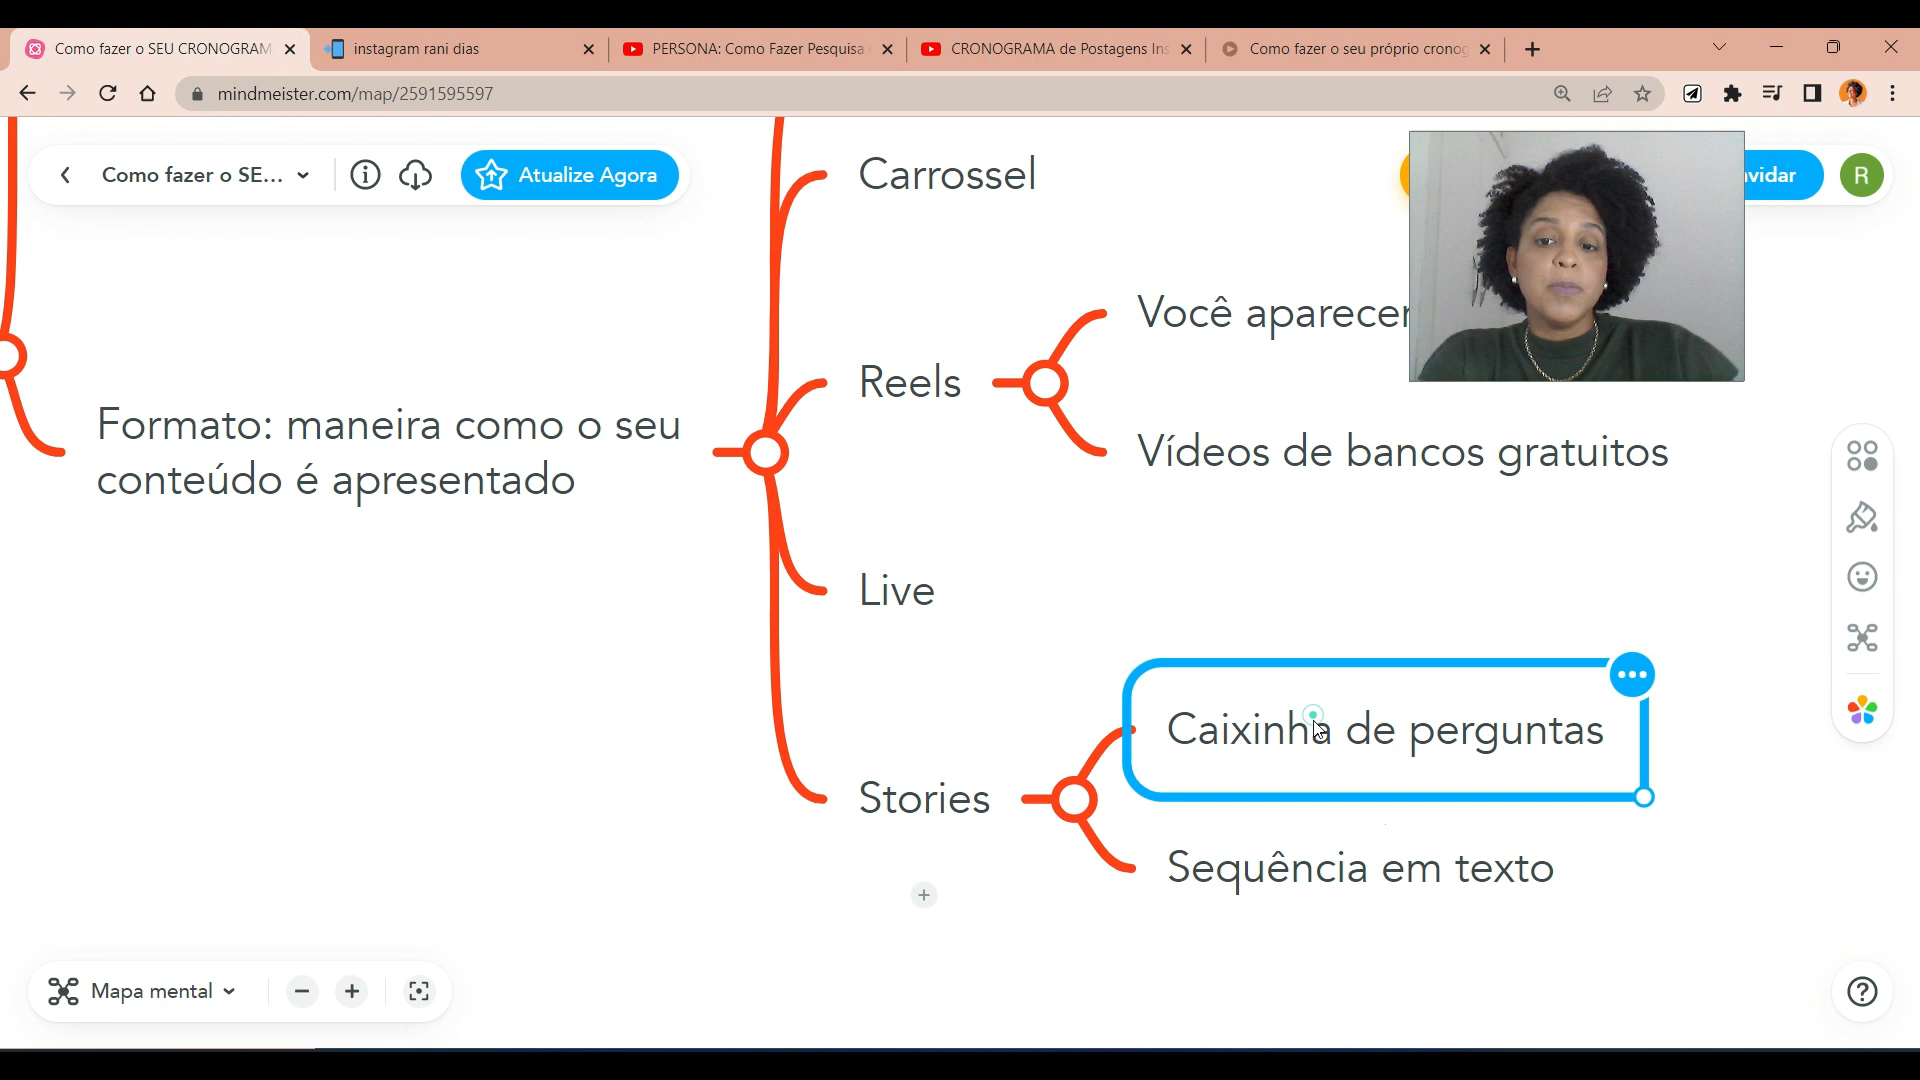 Como fazer o SEU CRONOGRAM
instagram rani dias
PERSONA: Como Fazer Pesquisa
CRONOGRAMA de Postagens Ins
Como fazer o seu próprio cronog
mindmeister.com/map/2591595597
Como fazer o SE...
Atualize Agora
vidar
R
Carrossel
Você aparecer
Reels
Formato: maneira como o seu
conteúdo é apresentado
Vídeos de bancos gratuitos
Live
Caixinha de perguntas
Stories
Sequência em texto
Mapa mental